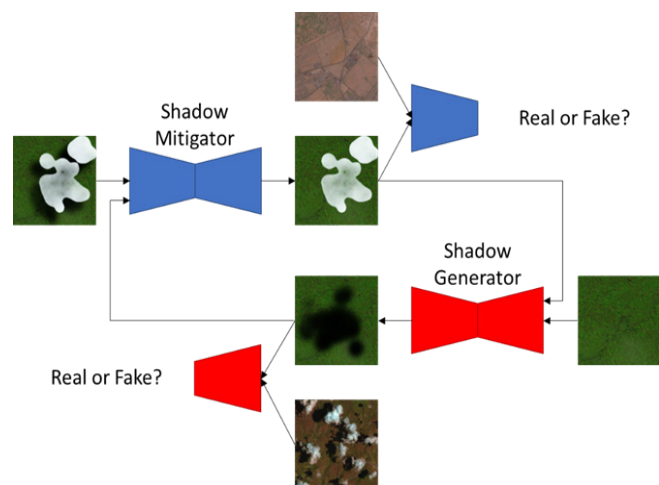 Shadow
Mitigator
Real or Fake?
Shadow
Generator
Real or Fake?